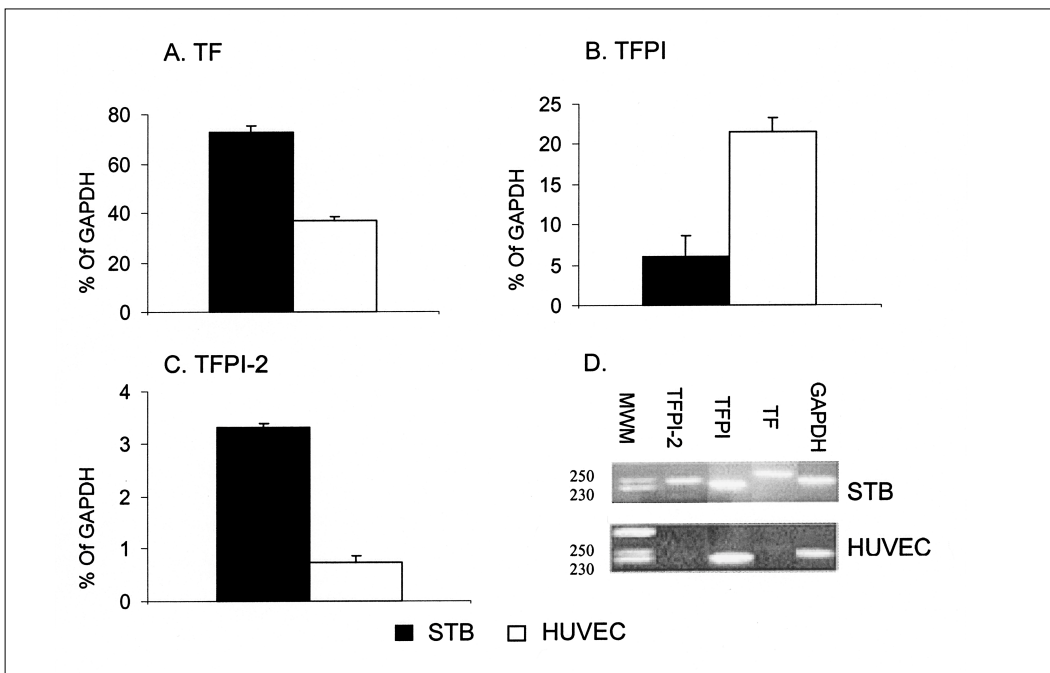 A. TF
80
60
40
20
0
% Of GAPDH
B. TFPI
25
20
15
10
5
0
% Of GAPDH
C. TFPI-2
4
3
2
1
0
% Of GAPDH
D.
MWM
TFPI-2
TFPI
TF
GAPDH
250
230
STB
250
230
HUVEC
STB HUVEC